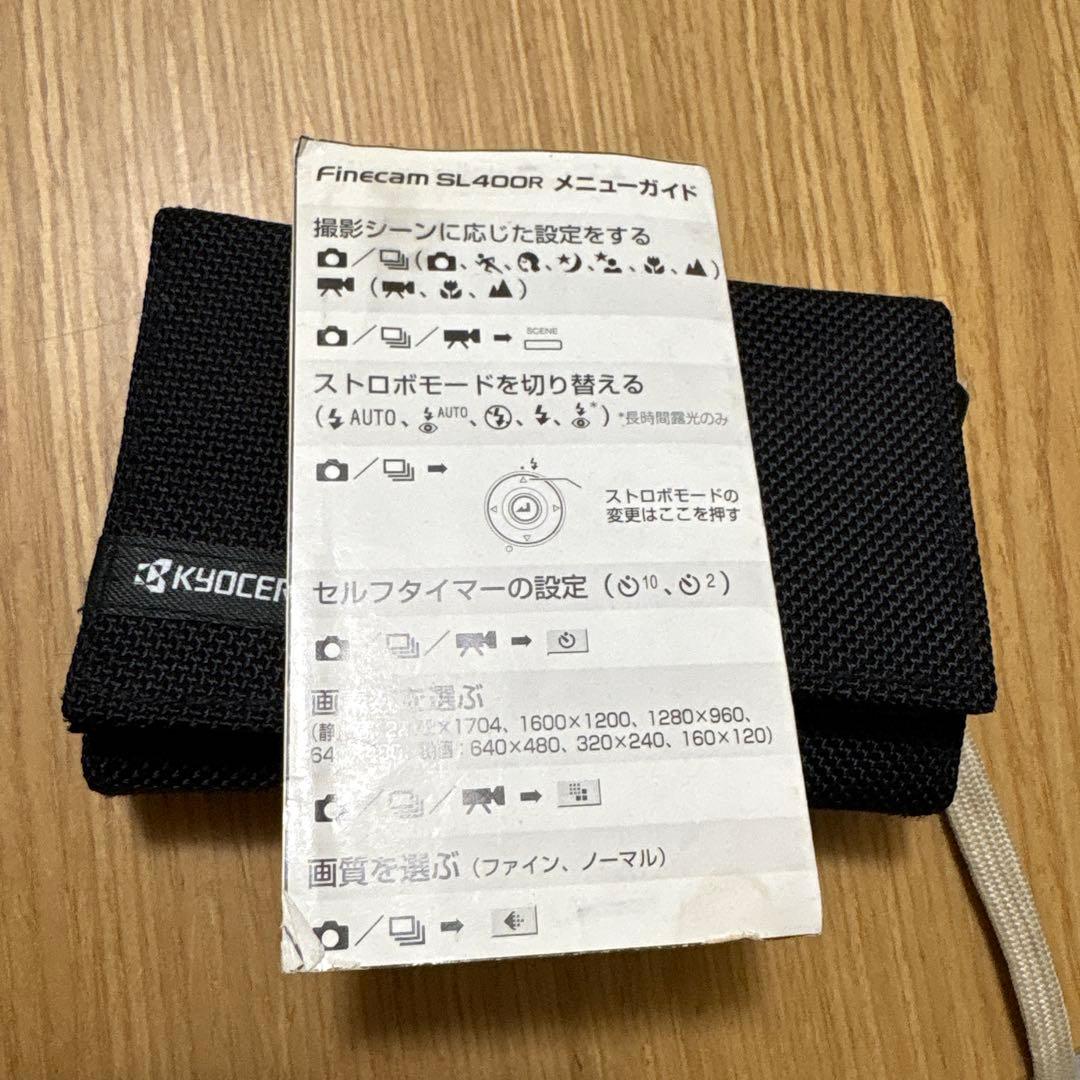 Finecam SL400R メニューガイド
撮影シーンに応じた設定をする
SCENE
ストロボモードを切り替える
(AUTO、AUTO、、、*) *長時間露光のみ
ストロボモードの
変更はここを押す
KYOCER
セルフタイマーの設定 (10、2)
を選ぶ
×1704、1600×1200、1280×960、
640×480、320×240、160×120)
画質を選ぶ (ファイン、ノーマル)